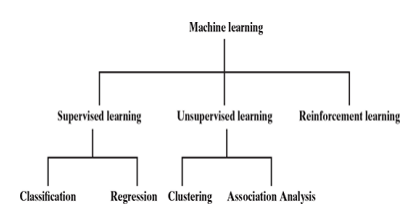 Machine learning
Supervised learning Unsupervised learning Reinforcement learning
Classification Regression Clustering Association Analysis